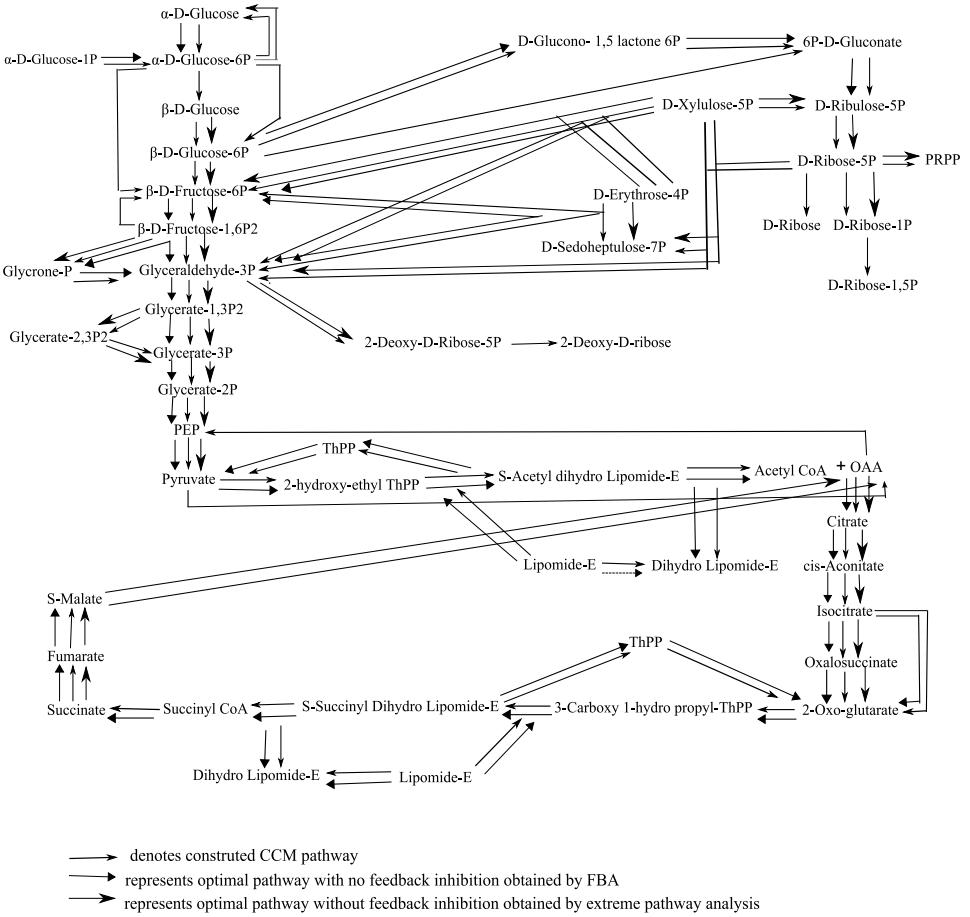 α-D-Glucose
D-Glucono- 1,5 lactone 6P
6P-D-Gluconate
α-D-Glucose-1P
α-D-Glucose-6P
β-D-Glucose
D-Xylulose-5P
D-Ribulose-5P
β-D-Glucose-6P
D-Ribose-5P
PRPP
β-D-Fructose-6P
D-Erythrose-4P
β-D-Fructose-1,6P2
D-Ribose
D-Ribose-1P
D-Sedoheptulose-7P
Glycrone-P
Glyceraldehyde-3P
D-Ribose-1,5P
Glycerate-1,3P2
Glycerate-2,3P2
2-Deoxy-D-Ribose-5P
2-Deoxy-D-ribose
Glycerate-3P
Glycerate-2P
PEP
ThPP
Pyruvate
2-hydroxy-ethyl ThPP
S-Acetyl dihydro Lipomide-E
Acetyl CoA
+ OAA
Citrate
Lipomide-E
Dihydro Lipomide-E
cis-Aconitate
S-Malate
Isocitrate
Fumarate
ThPP
Oxalosuccinate
Succinate
Succinyl CoA
S-Succinyl Dihydro Lipomide-E
3-Carboxy 1-hydro propyl-ThPP
2-Oxo-glutarate
Dihydro Lipomide-E
Lipomide-E
denotes construted CCM pathway
represents optimal pathway with no feedback inhibition obtained by FBA
represents optimal pathway without feedback inhibition obtained by extreme pathway analysis